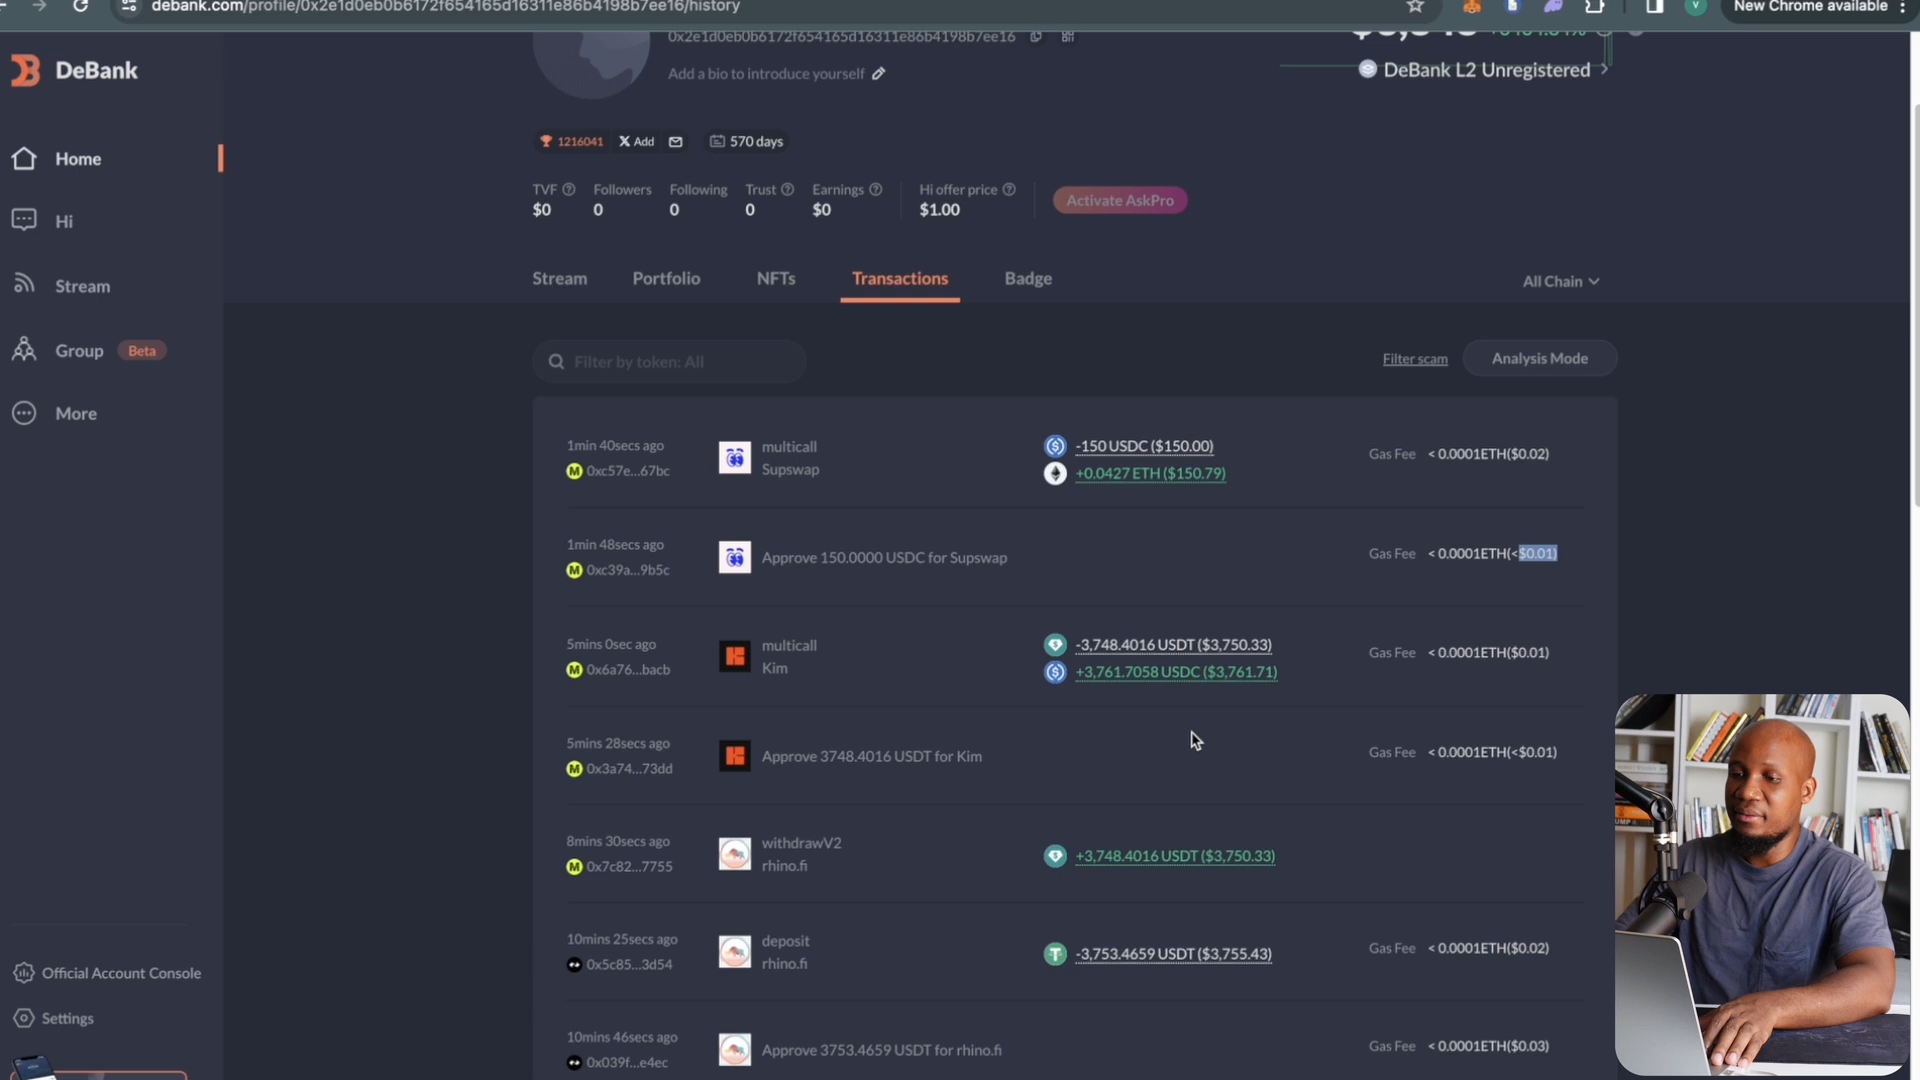 debank.com/profile/0x2e1d0eb0b6172f654165d16311e86b4198b7ee16/history
New Chrome available
V
DeBank
0x2e1d0eb0b6172f654165d16311e86b4198b7ee16
Add a bio to introduce yourself
DeBank L2 Unregistered
1216041
X Add
570 days
TVF
Followers
Following
Trust
Earnings
Hi offer price
$0
0
0
0
$0
$1.00
Activate AskPro
Home
Hi
Stream
Group
Beta
More
Official Account Console
Settings
Stream
Portfolio
NFTs
Transactions
Badge
All Chain
Filter by token: All
Filter scam
Analysis Mode
1min 40secs ago
M 0xc57e...67bc
multicall
Supswap
-150 USDC ($150.00)
+0.0427 ETH ($150.79)
Gas Fee < 0.0001ETH($0.02)
1min 48secs ago
M 0xc39a...9b5c
Approve 150.0000 USDC for Supswap
Gas Fee < 0.0001ETH(<$0.01)
5mins 0sec ago
M 0x6a76...bacb
multicall
Kim
-3,748.4016 USDT ($3,750.33)
+3,761.7058 USDC ($3,761.71)
Gas Fee < 0.0001ETH($0.01)
5mins 28secs ago
M 0x3a74...73dd
Approve 3748.4016 USDT for Kim
Gas Fee < 0.0001ETH(<$0.01)
8mins 30secs ago
M 0x7c82...7755
withdrawV2
rhino.fi
+3,748.4016 USDT ($3,750.33)
10mins 25secs ago
0x5c85...3d54
deposit
rhino.fi
-3,753.4659 USDT ($3,755.43)
Gas Fee < 0.0001ETH($0.02)
10mins 46secs ago
0x039f...e4ec
Approve 3753.4659 USDT for rhino.fi
Gas Fee < 0.0001ETH($0.03)